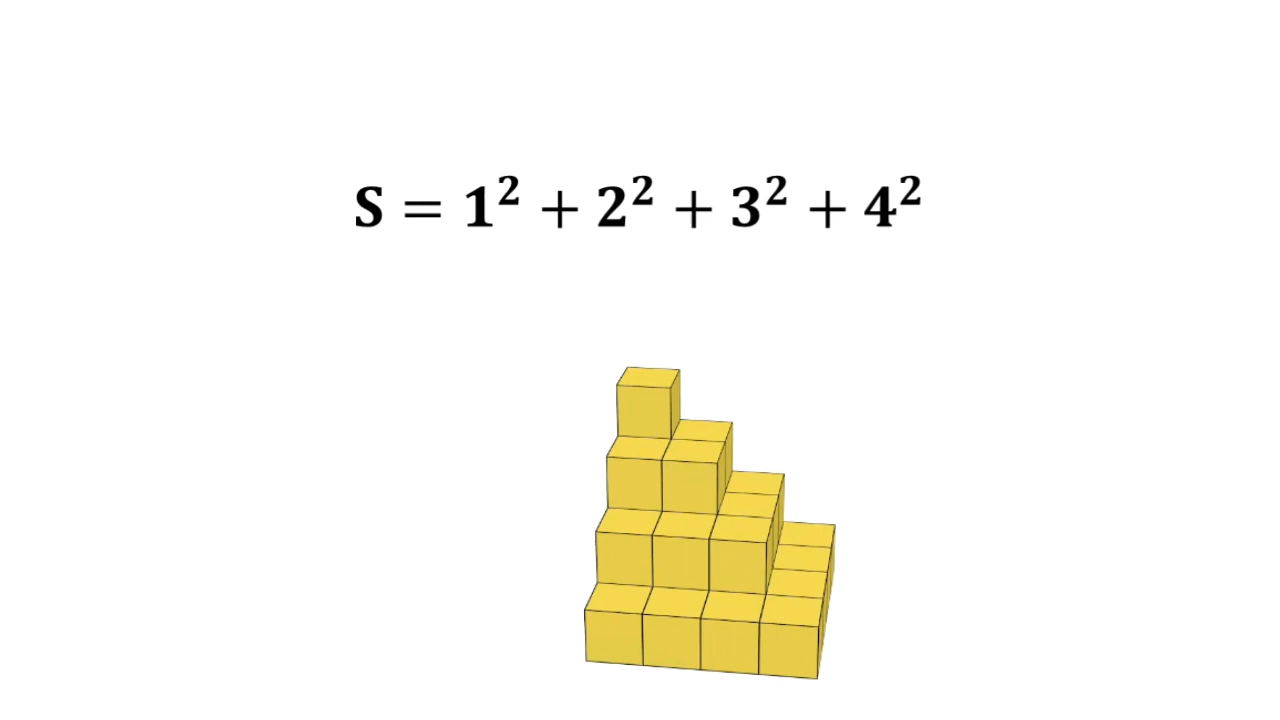 S = 1² + 2² + 3² + 4²